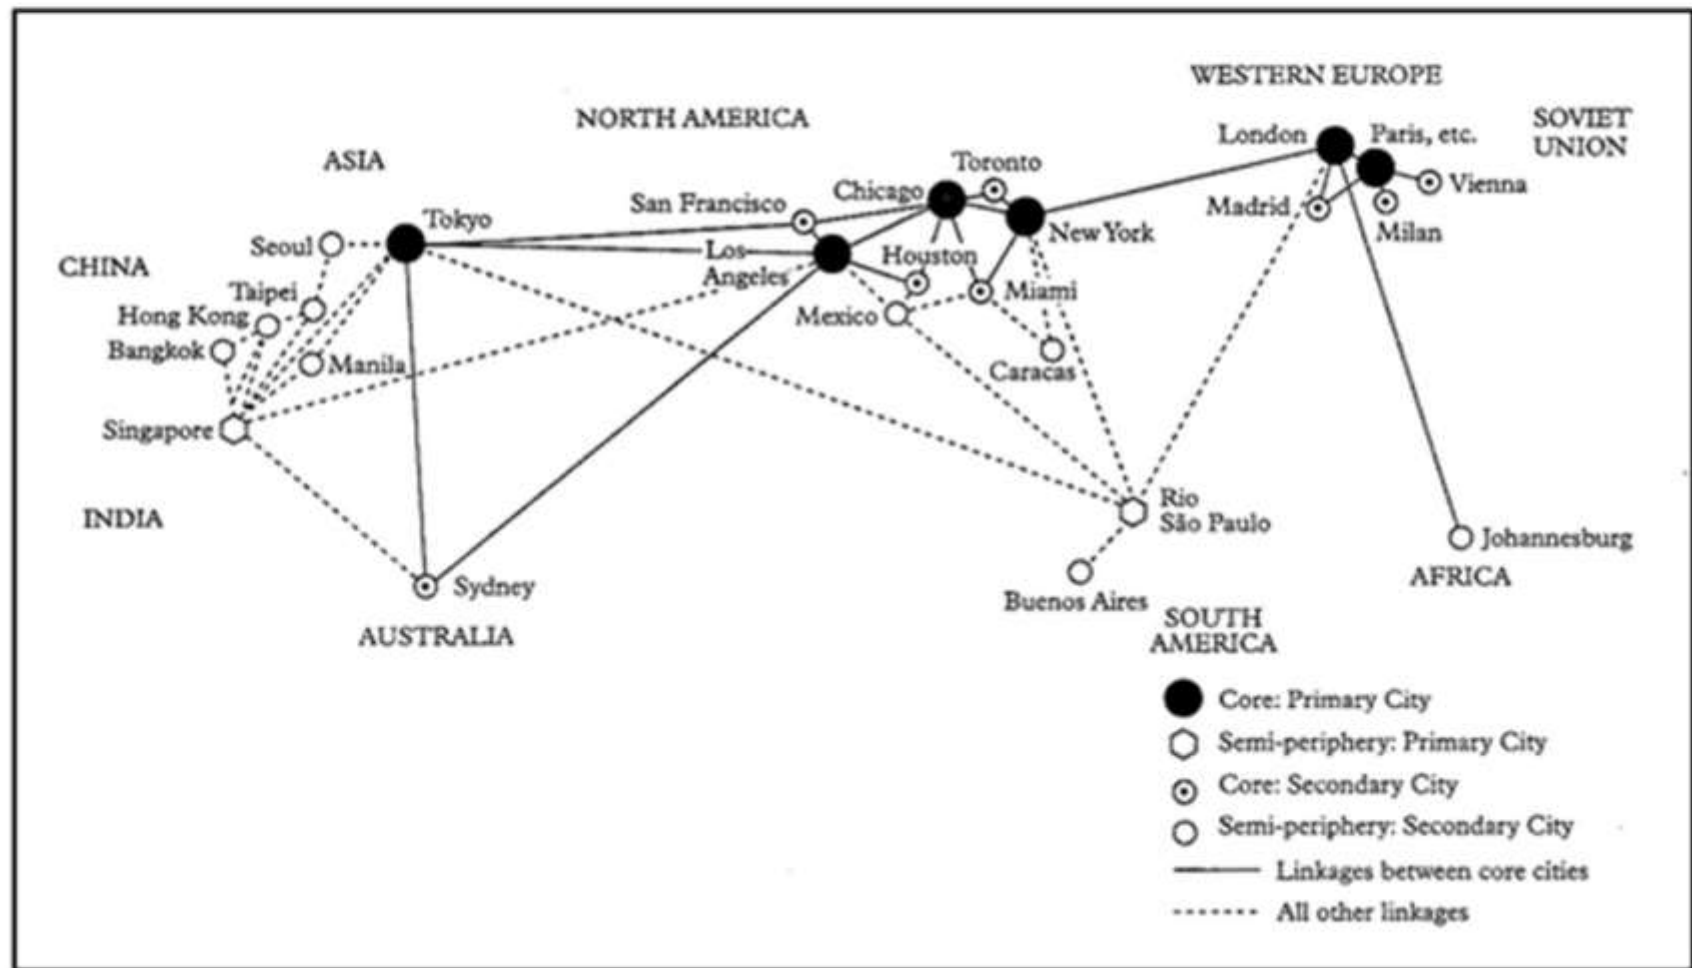 WESTERN EUROPE
NORTH AMERICA
SOVIET
UNION
ASIA
London
Paris, etc.
Toronto
Chicago
San Francisco
Vienna
Madrid
Milan
Tokyo
New York
Seoul
Los
Angeles
Houston
CHINA
Taipei
Hong Kong
Miami
Mexico
Bangkok
Manila
Caracas
Singapore
INDIA
Rio
São Paulo
Johannesburg
AFRICA
Sydney
Buenos Aires
AUSTRALIA
SOUTH
AMERICA
Core: Primary City
Semi-periphery: Primary City
Core: Secondary City
Semi-periphery: Secondary City
Linkages between core cities
All other linkages